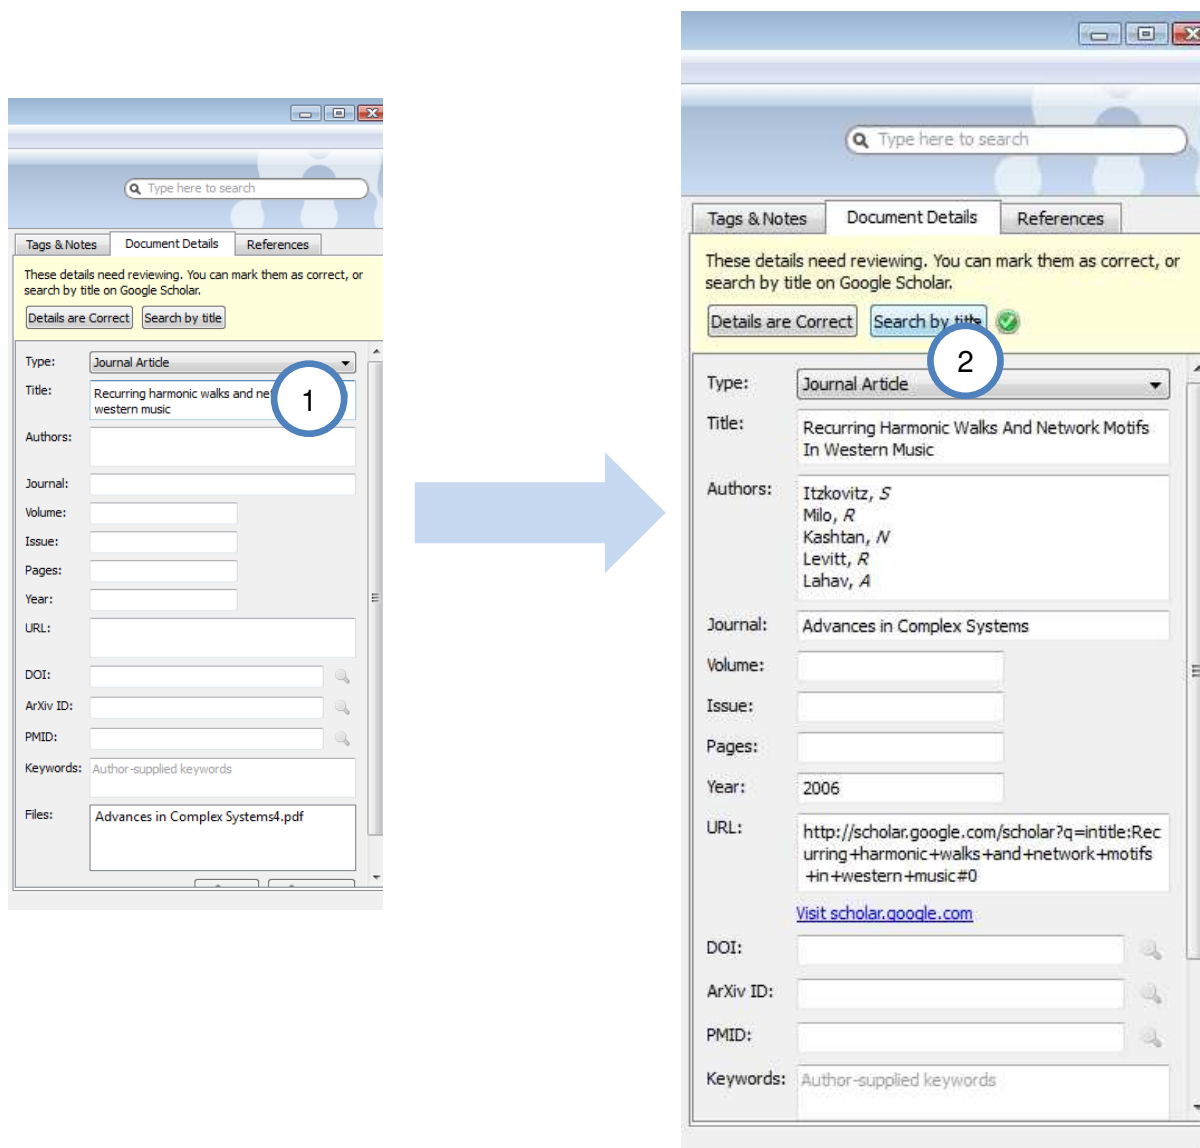 Type here to search
Tags & Notes Document Details References
These details need reviewing. You can mark them as correct, or
search by title on Google Scholar.
Details are Correct Search by title
Type: Journal Article
Title: Recurring harmonic walks and
western music
1
Authors:
Journal:
Volume:
Issue:
Pages:
Year:
URL:
DOI:
ArXiv ID:
PMID:
Keywords: Author-supplied keywords
Files: Advances in Complex Systems4.pdf
Type here to search
Tags & Notes Document Details References
These details need reviewing. You can mark them as correct, or
search by title on Google Scholar.
Details are Correct Search by title
2
Type: Journal Article
Title: Recurring Harmonic Walks And Network Motifs
In Western Music
Authors: Itzkovitz, S
Milo, R
Kashtan, N
Levitt, R
Lahav, A
Journal: Advances in Complex Systems
Volume:
Issue:
Pages:
Year: 2006
URL: http://scholar.google.com/scholar?q=intitle:Rec
urring+harmonic+walks+and+network+motifs
+in+western+music#0
Visit scholar.google.com
DOI:
ArXiv ID:
PMID:
Keywords: Author-supplied keywords